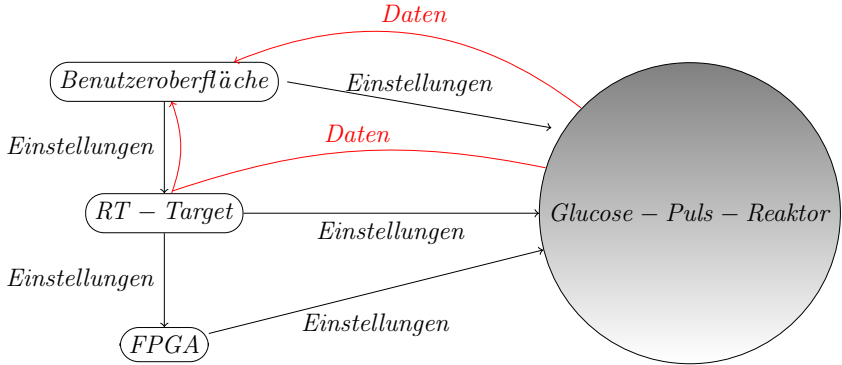 Daten
Benutzeroberfläche
Einstellungen
Daten
Einstellungen
RT − Target
Glucose − Puls − Reaktor
Einstellungen
Einstellungen
Einstellungen
FPGA